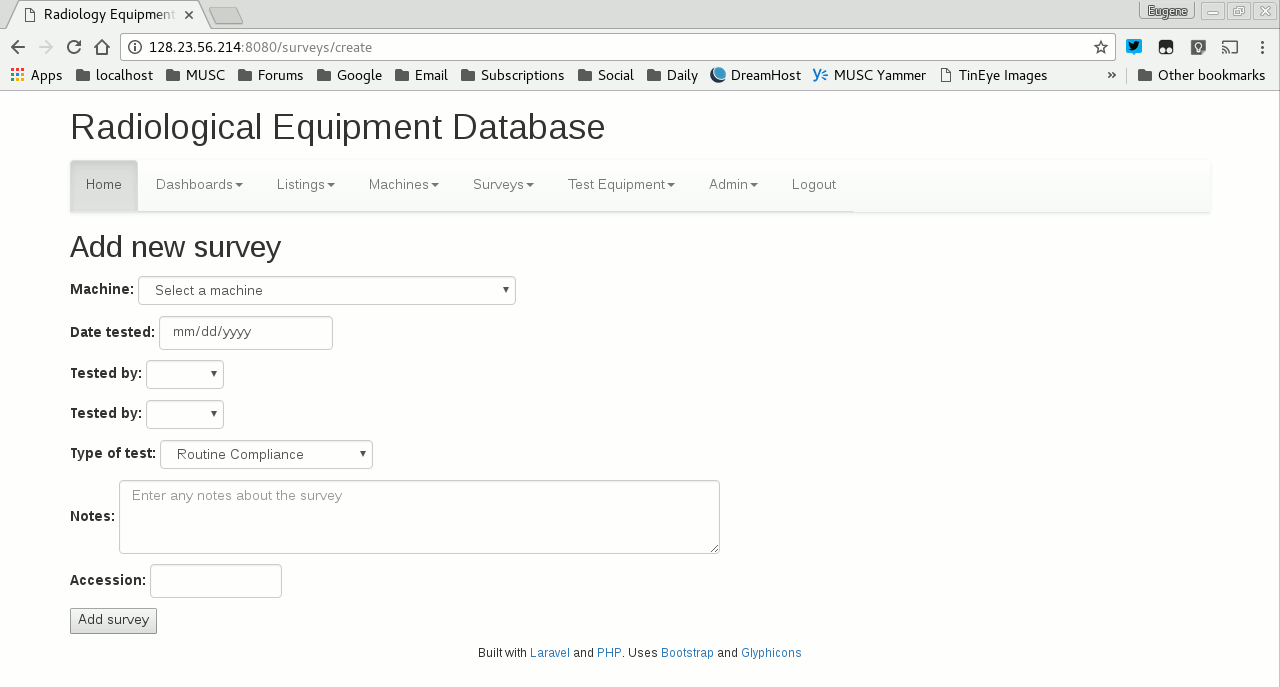 Radiology Equipment
Eugene
128.23.56.214:8080/surveys/create
Apps localhost MUSC Forums Google Email Subscriptions Social Daily DreamHost MUSC Yammer TinEye Images » Other bookmarks
Radiological Equipment Database
Home Dashboards Listings Machines Surveys Test Equipment Admin Logout
Add new survey
Machine: Select a machine
Date tested: mm/dd/yyyy
Tested by:
Tested by:
Type of test: Routine Compliance
Notes: Enter any notes about the survey
Accession:
Add survey
Built with Laravel and PHP. Uses Bootstrap and Glyphicons